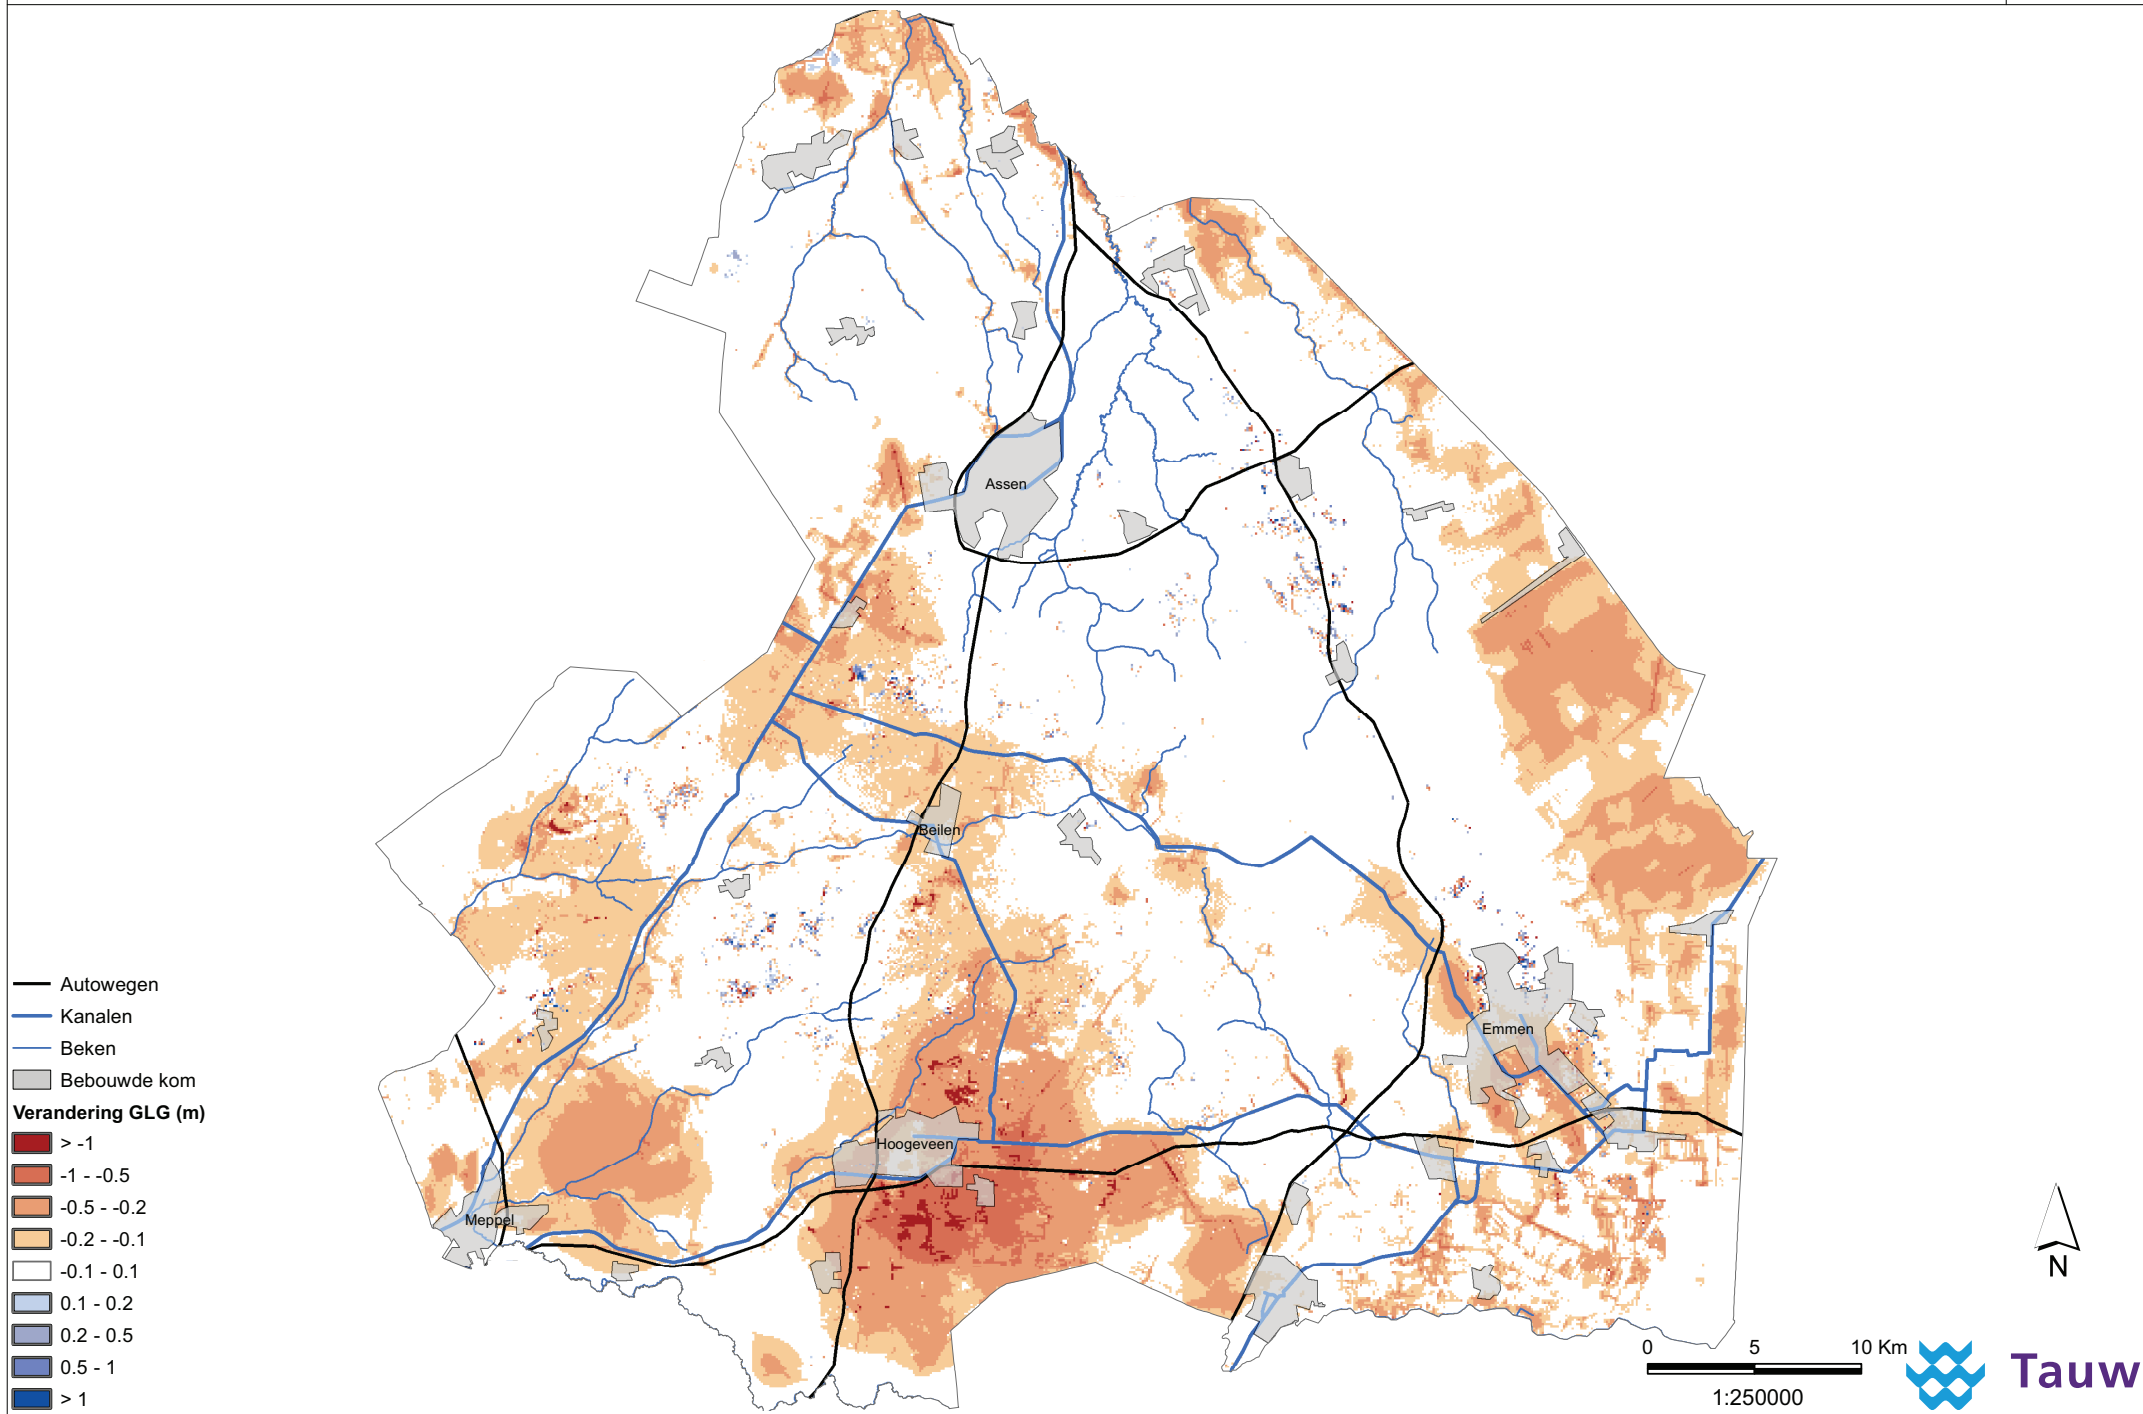 Assen
Beilen
Emmen
Hoogeveen
Meppel
Autowegen
Kanalen
Beken
Bebouwde kom
Verandering GLG (m)
> -1
-1 - -0.5
-0.5 - -0.2
-0.2 - -0.1
-0.1 - 0.1
0.1 - 0.2
0.2 - 0.5
0.5 - 1
> 1
N
0 5 10 Km
1:250000
Tauw